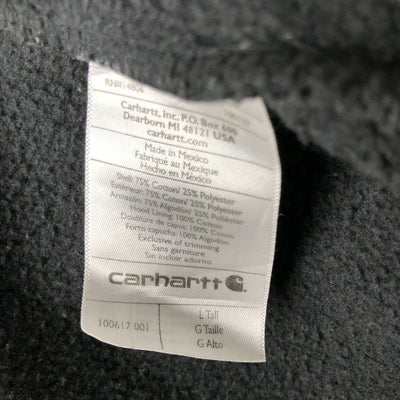 RN#14806
Carhartt, Inc. P.O. Box 600
Dearborn MI 48121 USA
carhartt.com
Made in Mexico
Fabriqué au Mexique
Hecho en México
Shell: 75% Cotton/ 25% Polyester
Extérieur: 75% Coton/ 25% Polyester
Armazón: 75% Algodón/ 25% Poliéster
Hood Lining: 100% Cotton
Doublure de capot: 100% Coton
Forro capucha: 100% Algodón
Exclusive of trimming
Sans garniture
Sin incluir adorno
carhartt
100617 001
L Tall
G Taille
G Alto